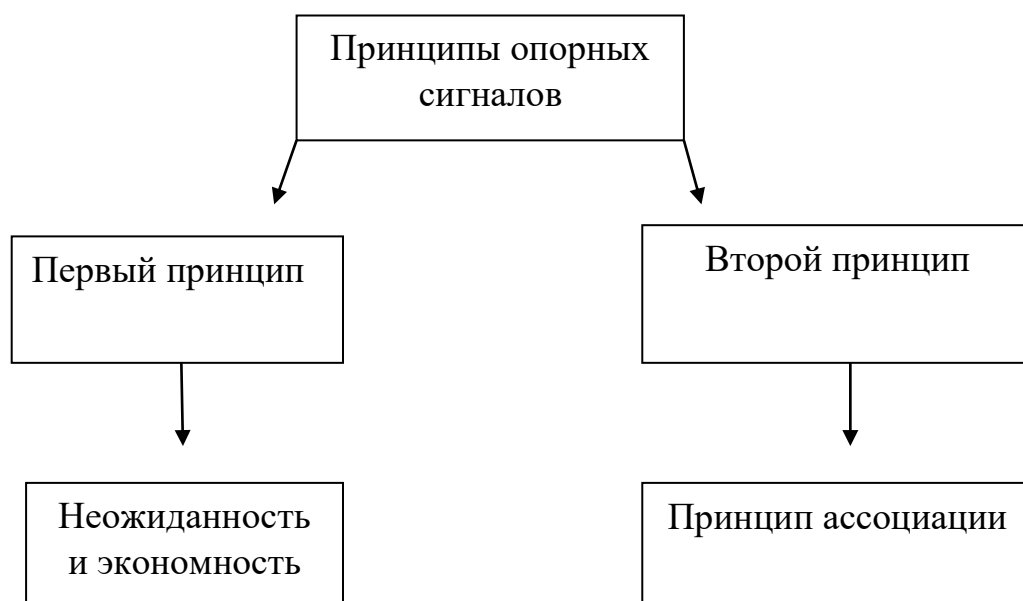 Принципы опорных
сигналов
Первый принцип
Второй принцип
Неожиданность
и экономность
Принцип ассоциации